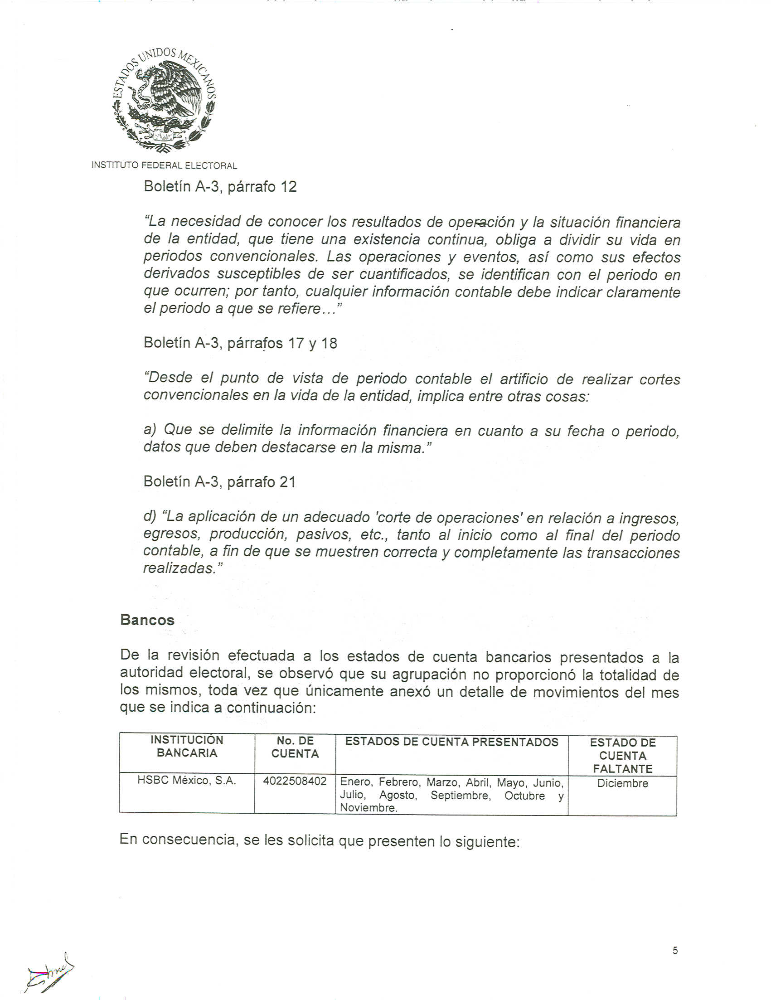 ESTADOS UNIDOS MEXICANOS
INSTITUTO FEDERAL ELECTORAL
Boletín A-3, párrafo 12
“La necesidad de conocer los resultados de operación y la situación financiera
de la entidad, que tiene una existencia continua, obliga a dividir su vida en
periodos convencionales. Las operaciones y eventos, así como sus efectos
derivados susceptibles de ser cuantificados, se identifican con el periodo en
que ocurren; por tanto, cualquier información contable debe indicar claramente
el periodo a que se refiere...”
Boletín A-3, párrafos 17 y 18
“Desde el punto de vista de periodo contable el artificio de realizar cortes
convencionales en la vida de la entidad, implica entre otras cosas:
a) Que se delimite la información financiera en cuanto a su fecha o periodo,
datos que deben destacarse en la misma.”
Boletín A-3, párrafo 21
d) “La aplicación de un adecuado 'corte de operaciones' en relación a ingresos,
egresos, producción, pasivos, etc., tanto al inicio como al final del periodo
contable, a fin de que se muestren correcta y completamente las transacciones
realizadas.”
Bancos
De la revisión efectuada a los estados de cuenta bancarios presentados a la
autoridad electoral, se observó que su agrupación no proporcionó la totalidad de
los mismos, toda vez que únicamente anexó un detalle de movimientos del mes
que se indica a continuación:
INSTITUCIÓN
BANCARIA
No. DE
CUENTA
ESTADOS DE CUENTA PRESENTADOS
ESTADO DE
CUENTA
FALTANTE
HSBC México, S.A.
4022508402
Enero, Febrero, Marzo, Abril, Mayo, Junio,
Julio, Agosto, Septiembre, Octubre y
Noviembre.
Diciembre
En consecuencia, se les solicita que presenten lo siguiente:
5